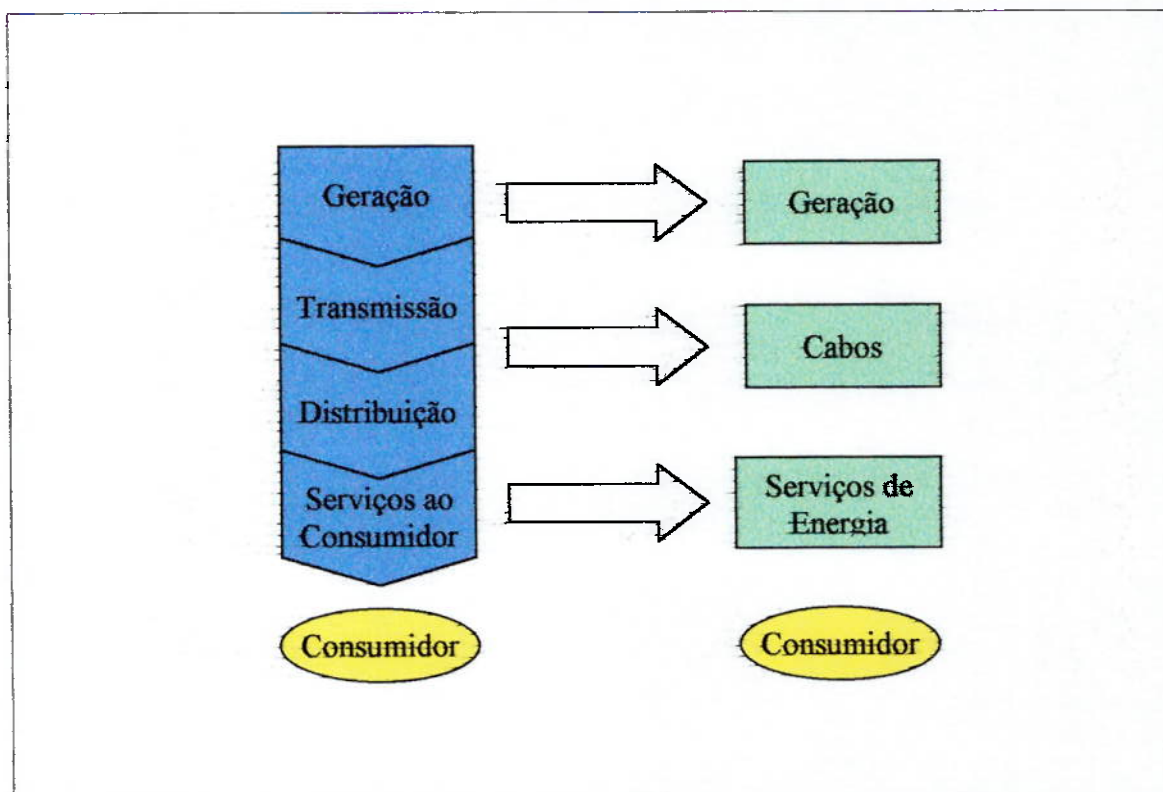 Geração
Geração
Transmissão
Cabos
Distribuição
Serviços ao
Consumidor
Serviços de
Energia
Consumidor
Consumidor